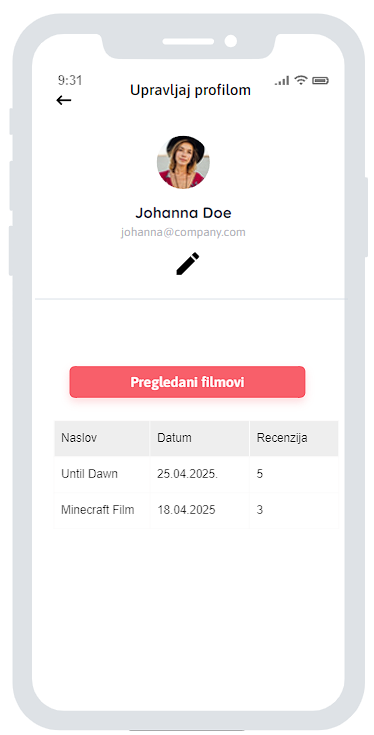 9:31
Upravljaj profilom
Johanna Doe
johanna@company.com
Pregledani filmovi
Naslov Datum Recenzija
Until Dawn 25.04.2025. 5
Minecraft Film 18.04.2025 3